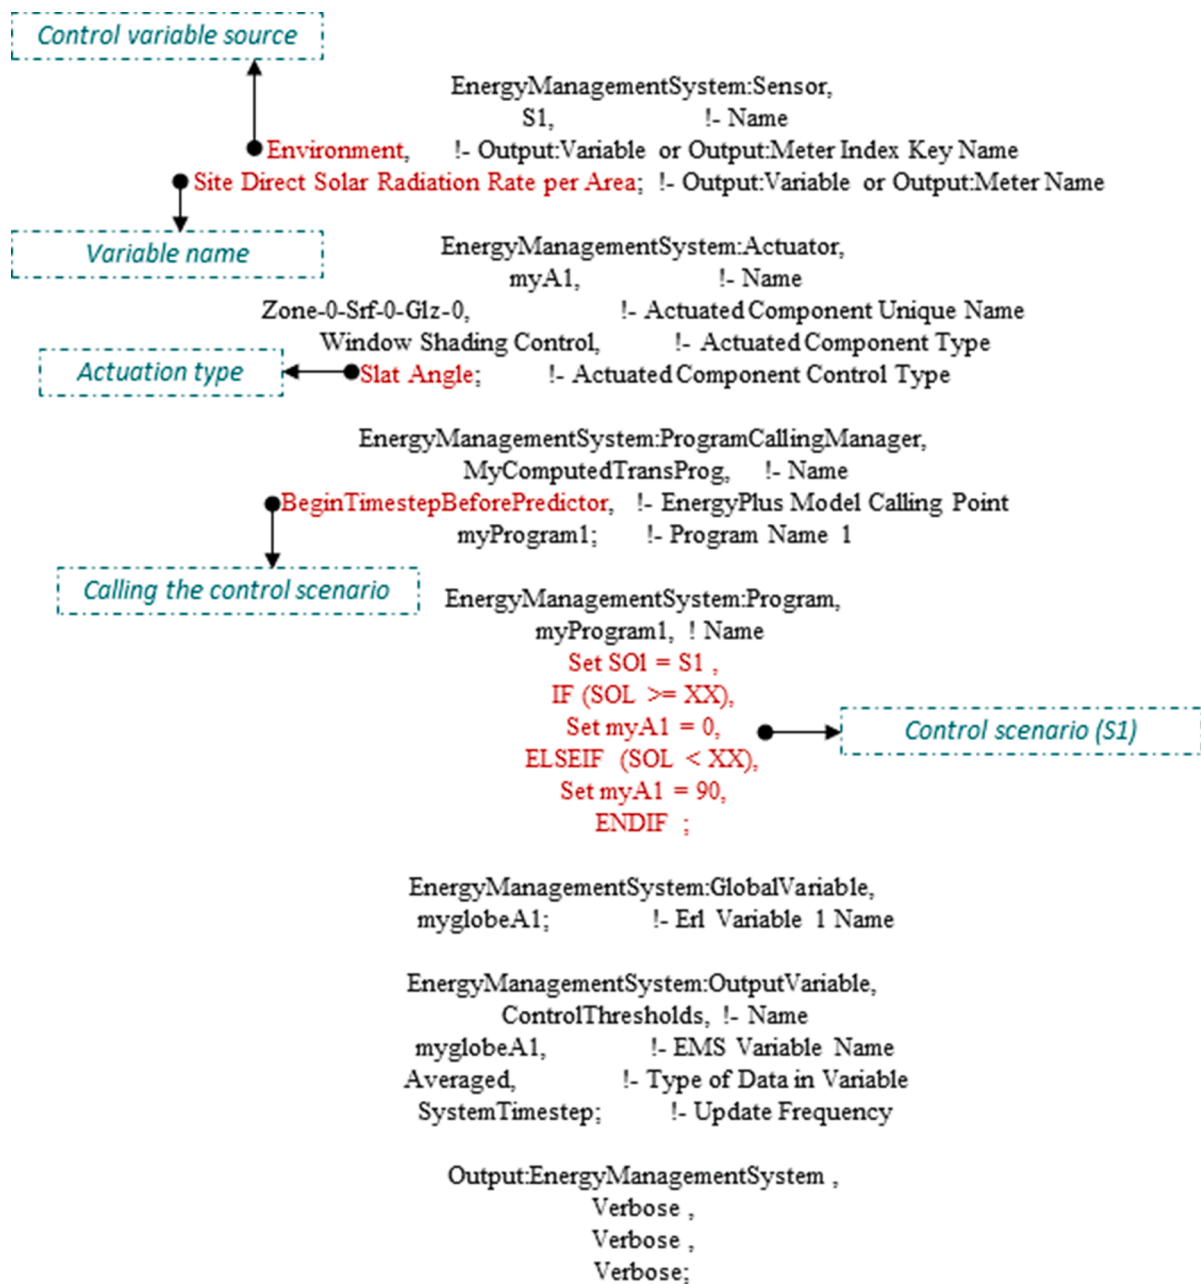 Control variable source
EnergyManagementSystem:Sensor,
S1, !- Name
Environment, !- Output:Variable or Output:Meter Index Key Name
Site Direct Solar Radiation Rate per Area; !- Output:Variable or Output:Meter Name
Variable name
EnergyManagementSystem:Actuator,
myA1, !- Name
Zone-0-Srf-0-Glz-0, !- Actuated Component Unique Name
Window Shading Control, !- Actuated Component Type
Actuation type
Slat Angle; !- Actuated Component Control Type
EnergyManagementSystem:ProgramCallingManager,
MyComputedTransProg, !- Name
BeginTimestepBeforePredictor, !- EnergyPlus Model Calling Point
myProgram1; !- Program Name 1
Calling the control scenario
EnergyManagementSystem:Program,
myProgram1, ! Name
Set SOl = S1 ,
IF (SOL >= XX),
Set myA1 = 0,
Control scenario (S1)
ELSEIF (SOL < XX),
Set myA1 = 90,
ENDIF ;
EnergyManagementSystem:GlobalVariable,
myglobeA1; !- Erl Variable 1 Name
EnergyManagementSystem:OutputVariable,
ControlThresholds, !- Name
myglobeA1, !- EMS Variable Name
Averaged, !- Type of Data in Variable
SystemTimestep; !- Update Frequency
Output:EnergyManagementSystem ,
Verbose ,
Verbose ,
Verbose;